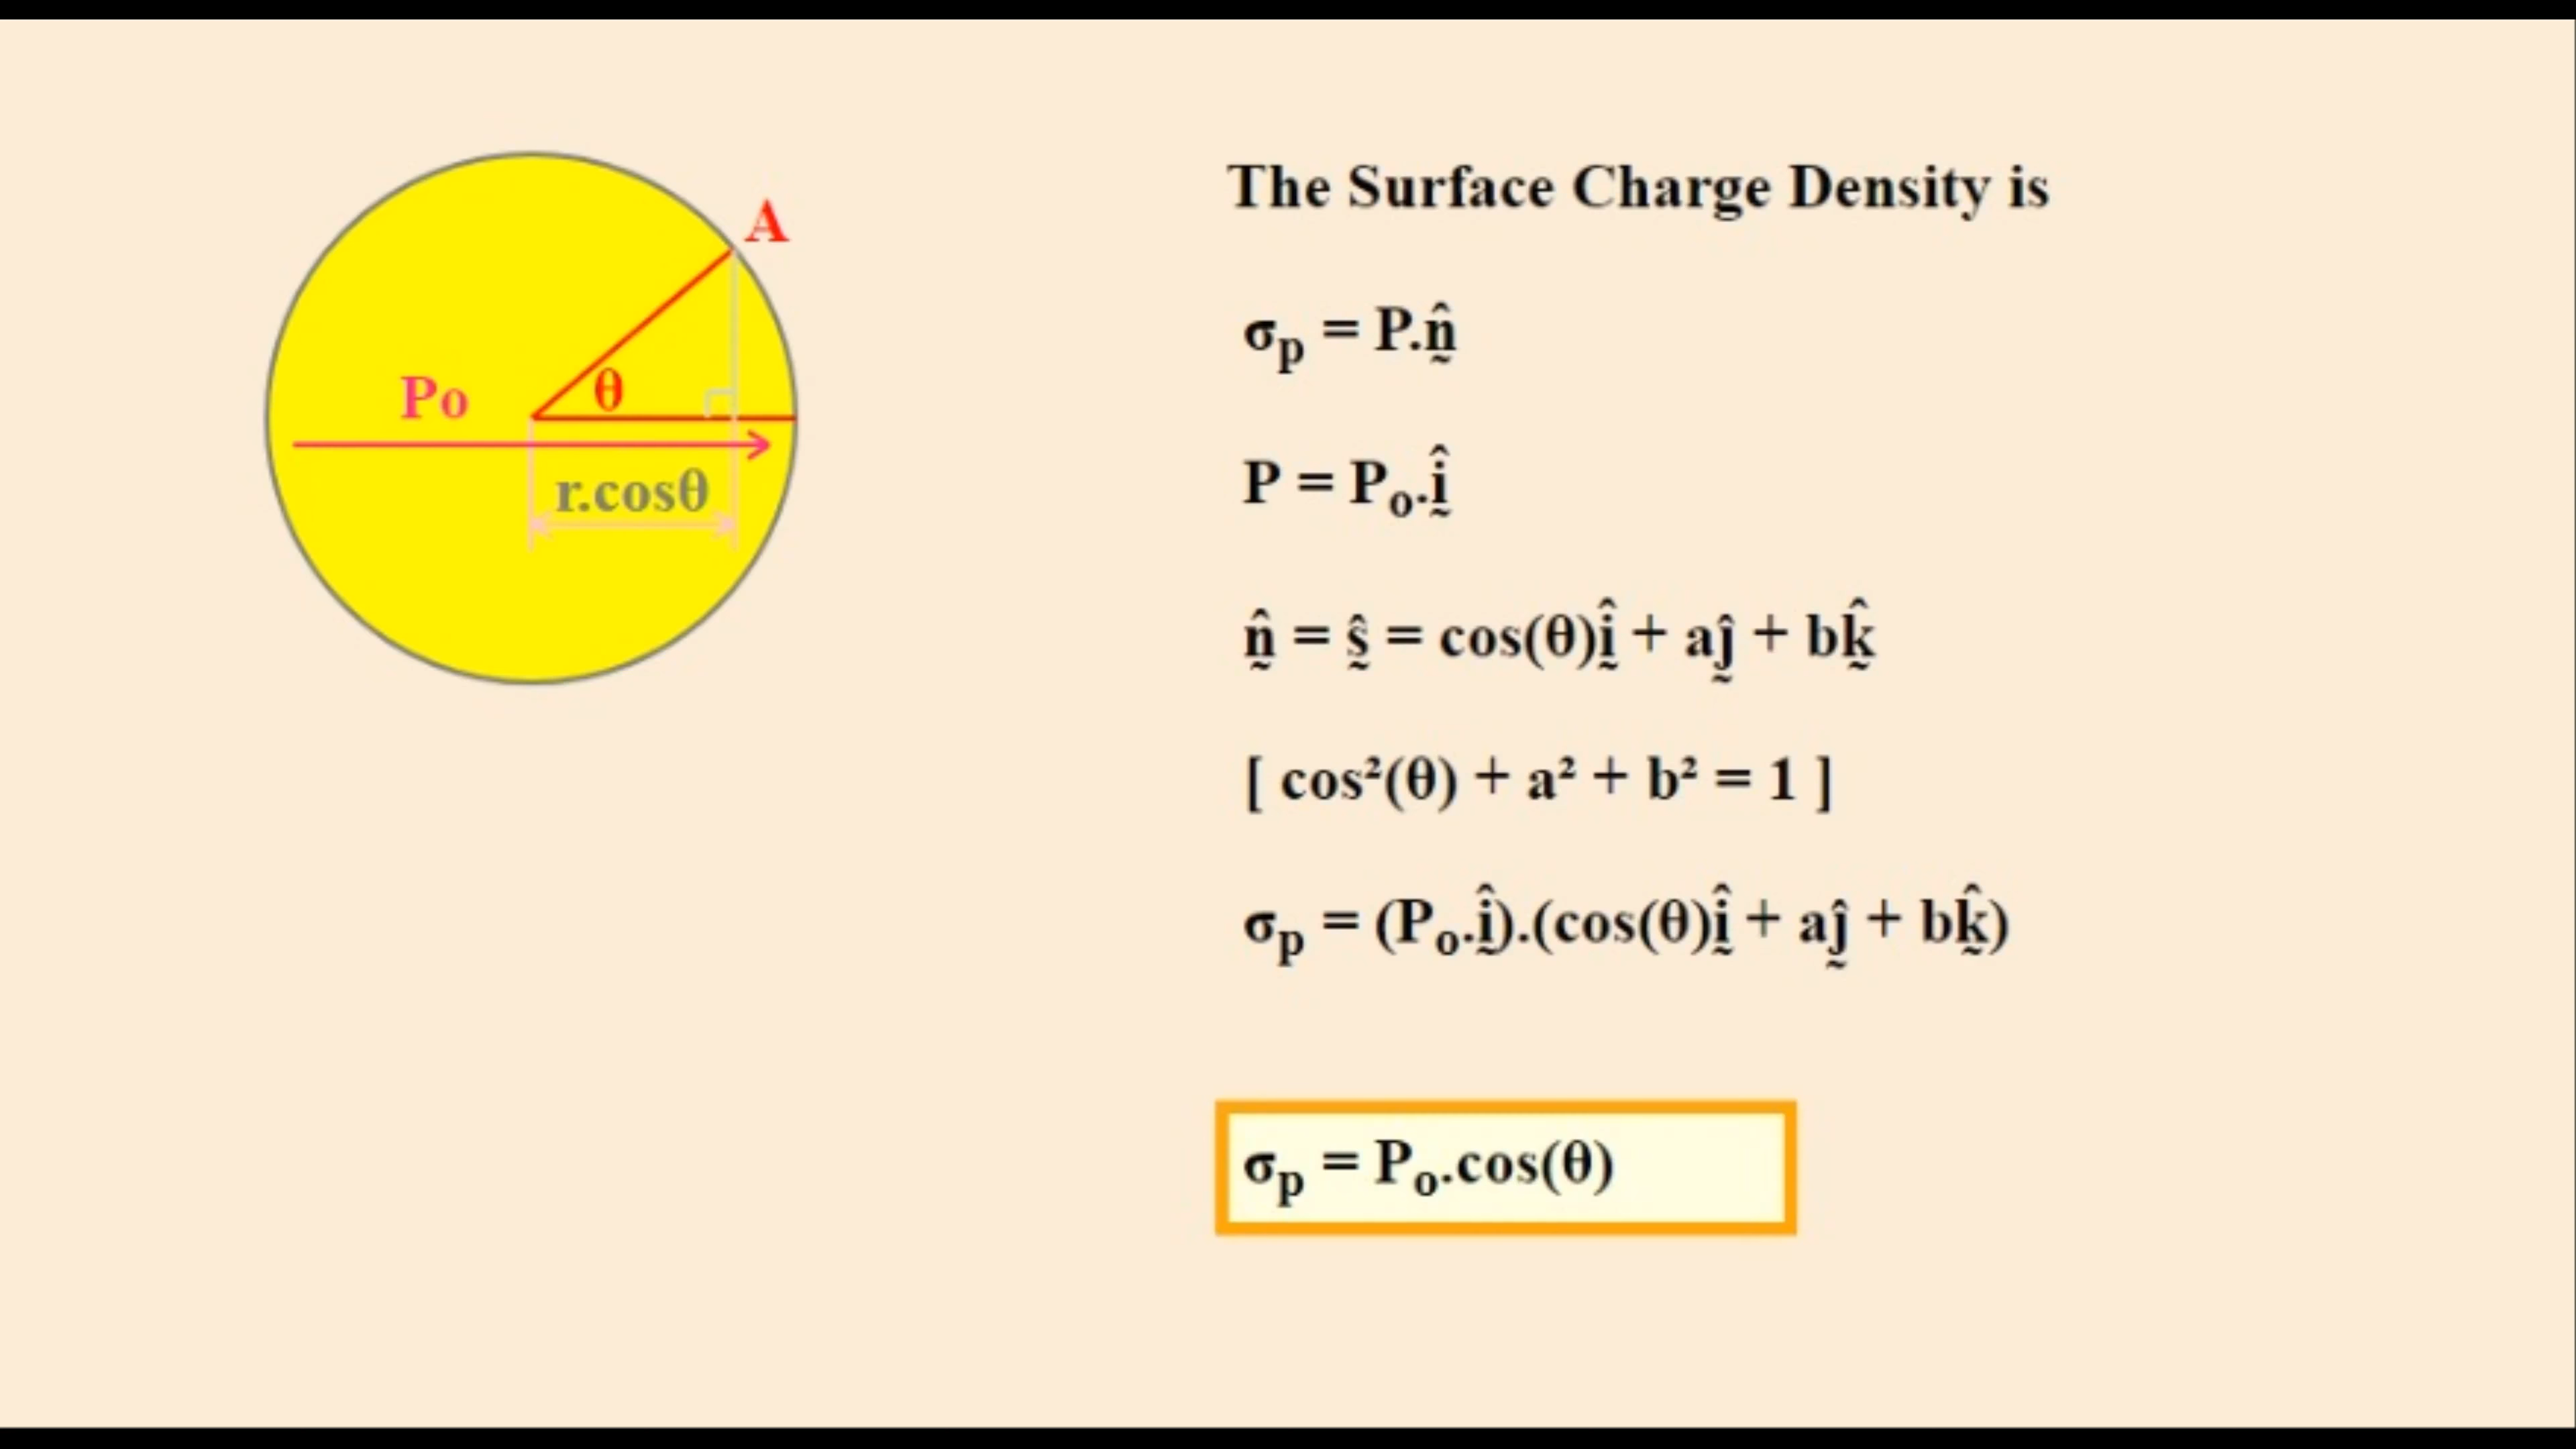 A
θ
Po
r.cosθ
The Surface Charge Density is
σₚ = P.n̰̂
P = Pₒ.ḭ̂
n̰̂ = ŝ̰ = cos(θ)ḭ̂ + aĵ̰ + bk̰̂
[ cos²(θ) + a² + b² = 1 ]
σₚ = (Pₒ.ḭ̂).(cos(θ)ḭ̂ + aĵ̰ + bk̰̂)
σₚ = Pₒ.cos(θ)